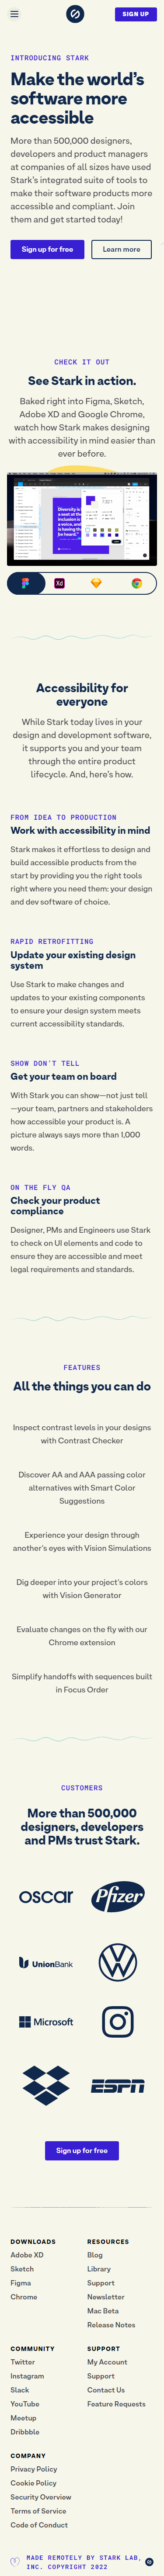 SIGN UP
INTRODUCING STARK
Make the world's
software more
accessible
More than 500,000 designers,
developers and product managers
at companies of all sizes have used
Stark's integrated suite of tools to
make their software products more
accessible and compliant. Join
them and get started today!
Sign up for free
Learn more
CHECK IT OUT
See Stark in action.
Baked right into Figma, Sketch,
Adobe XD and Google Chrome,
watch how Stark makes designing
with accessibility in mind easier than
ever before.
Xd
Accessibility for
everyone
While Stark today lives in your
design and development software,
it supports you and your team
through the entire product
lifecycle. And, here's how.
FROM IDEA TO PRODUCTION
Work with accessibility in mind
Stark makes it effortless to design and
build accessible products from the
start by providing you the right tools
right where you need them: your design
and dev software of choice.
RAPID RETROFITTING
Update your existing design
system
Use Stark to make changes and
updates to your existing components
to ensure your design system meets
current accessibility standards.
SHOW DON'T TELL
Get your team on board
With Stark you can show—not just tell
—your team, partners and stakeholders
how accessible your product is. A
picture always says more than 1,000
words.
ON THE FLY QA
Check your product
compliance
Designer, PMs and Engineers use Stark
to check on UI elements and code to
ensure they are accessible and meet
legal requirements and standards.
FEATURES
All the things you can do
Inspect contrast levels in your designs
with Contrast Checker
Discover AA and AAA passing color
alternatives with Smart Color
Suggestions
Experience your design through
another's eyes with Vision Simulations
Dig deeper into your project's colors
with Vision Generator
Evaluate changes on the fly with our
Chrome extension
Simplify handoffs with sequences built
in Focus Order
CUSTOMERS
More than 500,000
designers, developers
and PMs trust Stark.
oscar
Pfizer
UnionBank
Microsoft
ESPN
Sign up for free
DOWNLOADS
Adobe XD
Sketch
Figma
Chrome
RESOURCES
Blog
Library
Support
Newsletter
Mac Beta
Release Notes
COMMUNITY
Twitter
Instagram
Slack
YouTube
Meetup
Dribbble
SUPPORT
My Account
Support
Contact Us
Feature Requests
COMPANY
Privacy Policy
Cookie Policy
Security Overview
Terms of Service
Code of Conduct
MADE REMOTELY BY STARK LAB,
INC. COPYRIGHT 2022